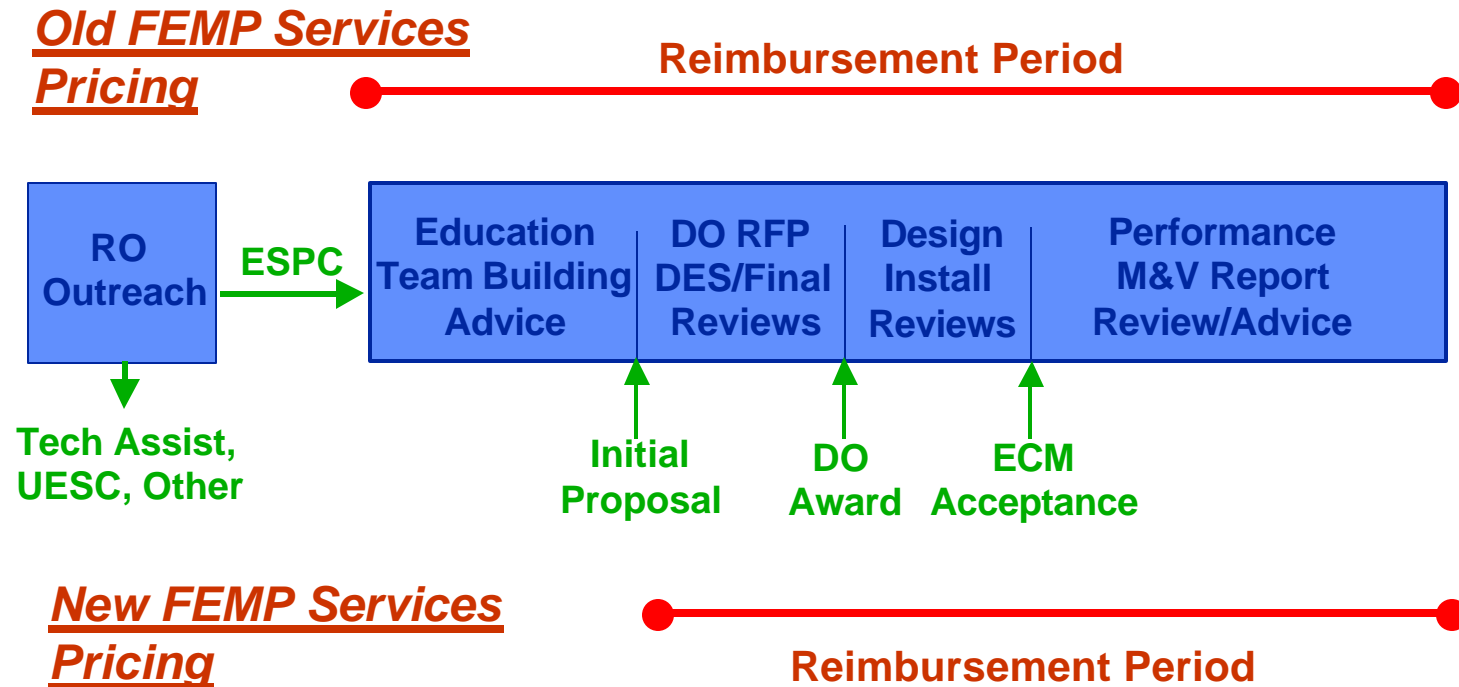 Old FEMP Services
Pricing
Reimbursement Period
RO
Outreach
ESPC
Education
Team Building
Advice
DO RFP
DES/Final
Reviews
Design
Install
Reviews
Performance
M&V Report
Review/Advice
Tech Assist,
UESC, Other
Initial
Proposal
DO
Award
ECM
Acceptance
New FEMP Services
Pricing
Reimbursement Period